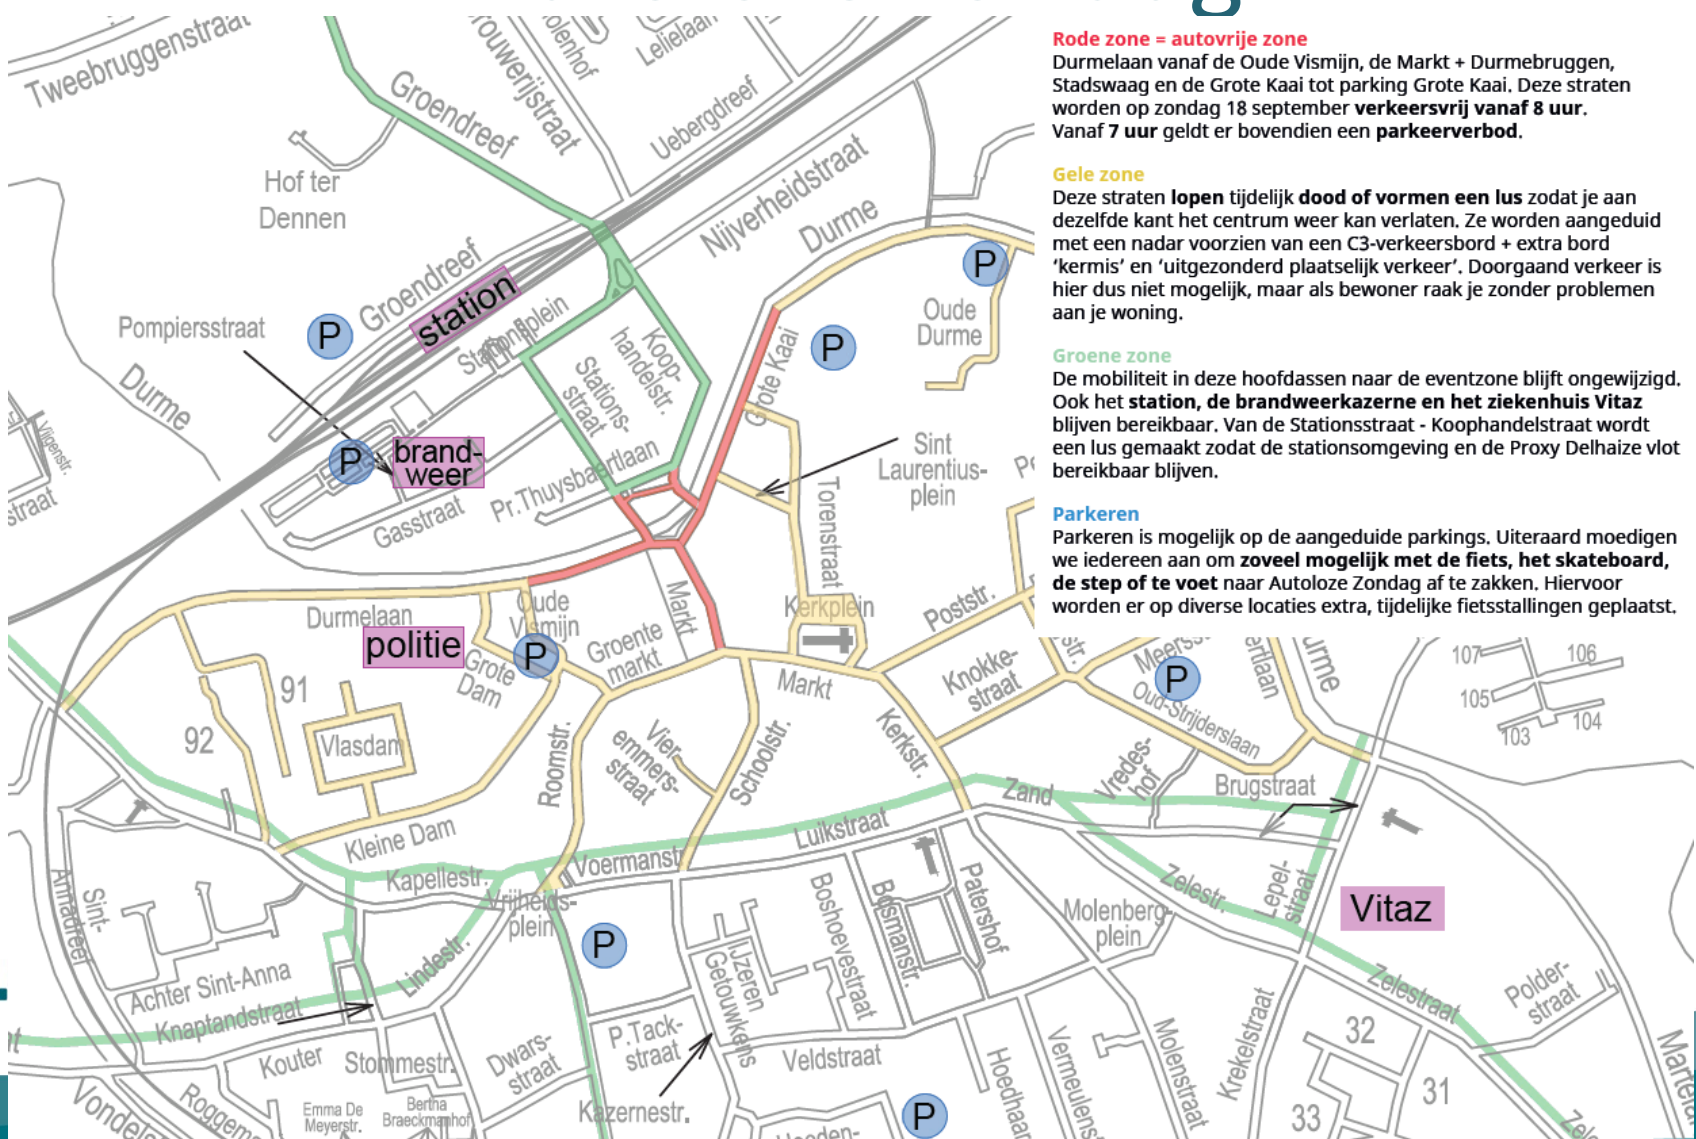 g
Rode zone = autovrije zone
Durmelaan vanaf de Oude Vismijn, de Markt + Durmebruggen,
Stadswaag en de Grote Kaai tot parking Grote Kaai. Deze straten
worden op zondag 18 september verkeersvrij vanaf 8 uur.
Vanaf 7 uur geldt er bovendien een parkeerverbod.
Gele zone
Deze straten lopen tijdelijk dood of vormen een lus zodat je aan
dezelfde kant het centrum weer kan verlaten. Ze worden aangeduid
met een nadar voorzien van een C3-verkeersbord + extra bord
‘kermis’ en ‘uitgezonderd plaatselijk verkeer’. Doorgaand verkeer is
hier dus niet mogelijk, maar als bewoner raak je zonder problemen
aan je woning.
Groene zone
De mobiliteit in deze hoofdassen naar de eventzone blijft ongewijzigd.
Ook het station, de brandweerkazerne en het ziekenhuis Vitaz
blijven bereikbaar. Van de Stationsstraat - Koophandelstraat wordt
een lus gemaakt zodat de stationsomgeving en de Proxy Delhaize vlot
bereikbaar blijven.
Parkeren
Parkeren is mogelijk op de aangeduide parkings. Uiteraard moedigen
we iedereen aan om zoveel mogelijk met de fiets, het skateboard,
de step of te voet naar Autoloze Zondag af te zakken. Hiervoor
worden er op diverse locaties extra, tijdelijke fietsstallingen geplaatst.
Tweebruggenstraat
Groendreef
rouwerijstraat
olenhof
Lelielaan
Uebergdreef
Hof ter
Dennen
Nijverheidstraat
Durme
Groendreef
station
Stationsplein
P
P
P
Pompiersstraat
Durme
Oude
Durme
Koop-
handelstr.
Stations-
straat
Grote Kaai
Vijgenstr.
straat
P
brand-
weer
Pr. Thuysbaertlaan
Gasstraat
Sint
Laurentius-
plein
Torenstraat
Durmelaan
Oude
Vismijn
Markt
Kerkplein
Poststr.
politie
Grote
Dam
P
Groente
markt
Markt
Knokke-
straat
str.
Meerss
P
Oud-Strijderslaan
ertlaan
urme
107
106
105
104
103
91
92
Vlasdam
Roomstr.
Vier-
emmers-
straat
Schoolstr.
Kerkstr.
Vredes-
hof
Brugstraat
Zand
Kleine Dam
Luikstraat
Voermanstr.
Kapellestr.
Vrijheids-
plein
Sint-
Annadreef
Zelestr.
Lepel-
straat
Vitaz
Boshoevestraat
Bosmanstr.
Patershof
Molenberg-
plein
P
Lindestr.
IJzeren
Getouwkens
Achter Sint-Anna
Knaptandstraat
Zelestraat
Polder-
straat
Kouter
Stommestr.
Dwars-
straat
P.Tack-
straat
Veldstraat
Hoedhaar
Vermeulenst
Molenstraat
Krekelstraat
32
31
33
Martela
Vondels
Roggem
Emma De
Meyerstr.
Bertha
Braeckmanhof
Kazernestr.
P
Zele